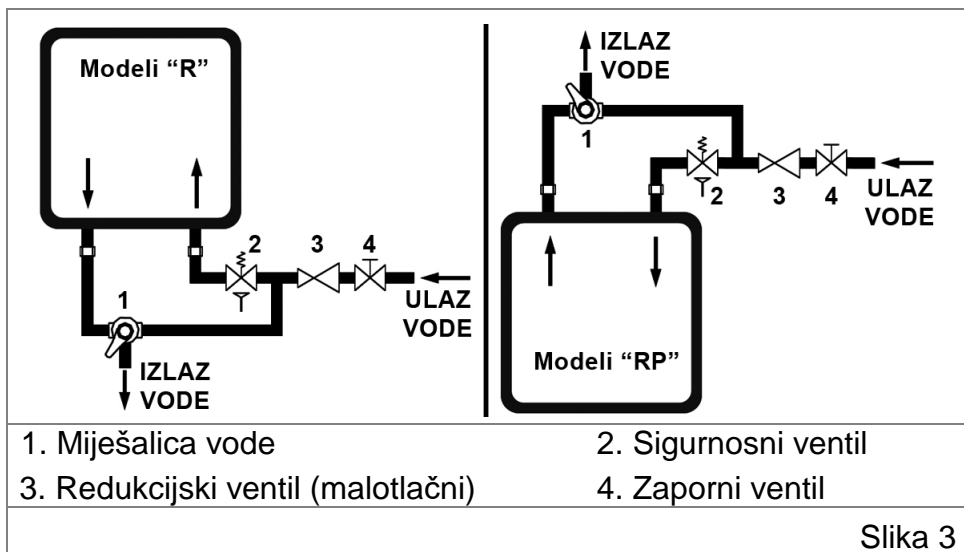 Modeli “R”
2
3
4
ULAZ
VODE
1
IZLAZ
VODE
IZLAZ
VODE
1
2
3
4
ULAZ
VODE
Modeli “RP”
1. Miješalica vode
2. Sigurnosni ventil
3. Redukcijski ventil (malotlačni)
4. Zaporni ventil
Slika 3